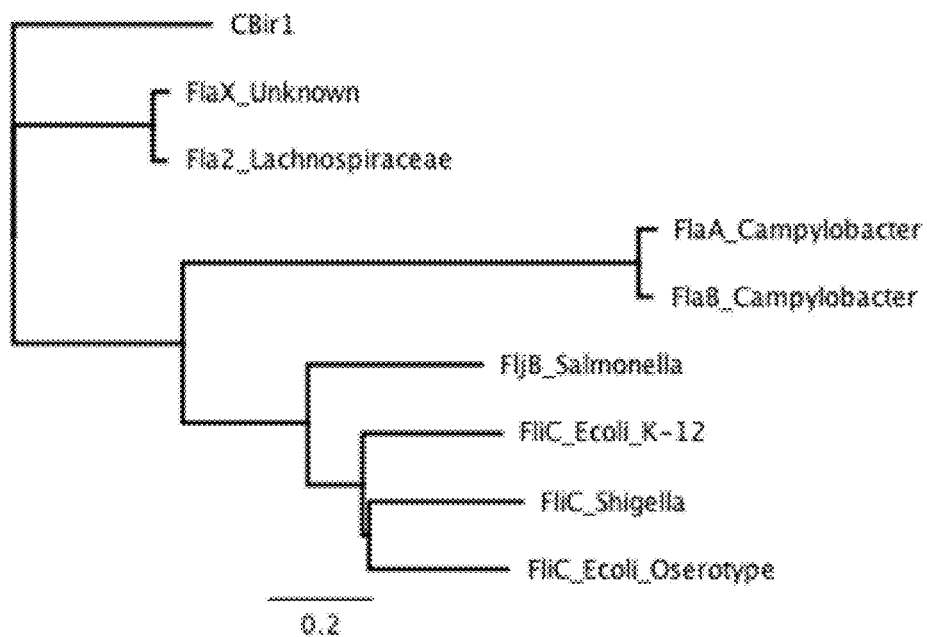 CBir1
FlaX_Unknown
Fla2_Lachnospiraceae
FlaA_Campylobacter
FlaB_Campylobacter
FljB_Salmonella
FliC_Ecoli_K-12
FliC_Shigella
FliC_Ecoli_Oserotype
0.2